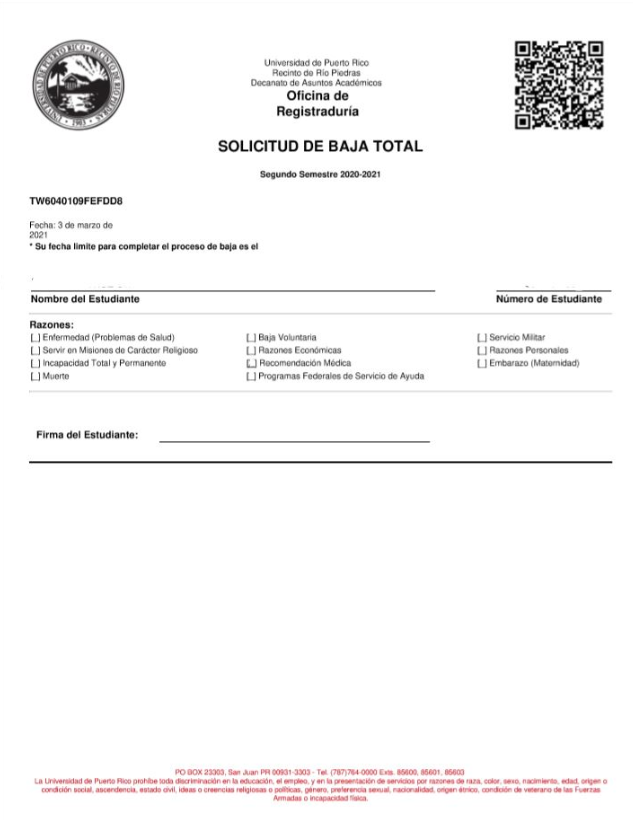 UNIVERSIDAD DE PUERTO RICO • RECINTO DE RIO PIEDRAS
• 1903 •
Universidad de Puerto Rico
Recinto de Río Piedras
Decanato de Asuntos Académicos
Oficina de
Registraduría
SOLICITUD DE BAJA TOTAL
Segundo Semestre 2020-2021
TW6040109FEFDD8
Fecha: 3 de marzo de
2021
* Su fecha limite para completar el proceso de baja es el
Nombre del Estudiante Número de Estudiante
Razones:
[_] Enfermedad (Problemas de Salud) [_] Baja Voluntaria [_] Servicio Militar
[_] Servir en Misiones de Carácter Religioso [_] Razones Económicas [_] Razones Personales
[_] Incapacidad Total y Permanente [_] Recomendación Médica [_] Embarazo (Maternidad)
[_] Muerte [_] Programas Federales de Servicio de Ayuda
Firma del Estudiante:
PO BOX 23303, San Juan PR 00931-3303 - Tel. (787)764-0000 Exts. 85600, 85601, 85603
La Universidad de Puerto Rico prohíbe toda discriminación en la educación, el empleo, y en la presentación de servicios por razones de raza, color, sexo, nacimiento, edad, origen o
condición social, ascendencia, estado civil, ideas o creencias religiosas o políticas, género, preferencia sexual, nacionalidad, origen étnico, condición de veterano de las Fuerzas
Armadas o incapacidad física.